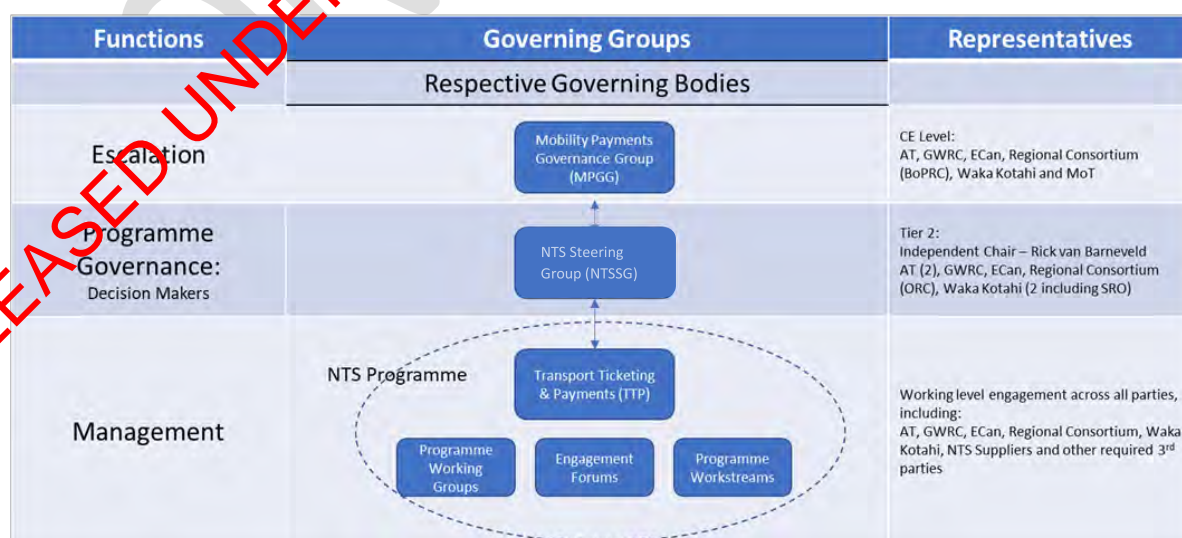 RELEASED UNDER
Functions
Governing Groups
Representatives
Respective Governing Bodies
Escalation
Mobility Payments
Governance Group
(MPGG)
CE Level:
AT, GWRC, ECan, Regional Consortium
(BoPRC), Waka Kotahi and MoT
Programme
Governance:
Decision Makers
NTS Steering
Group (NTSSG)
Tier 2:
Independent Chair – Rick van Barneveld
AT (2), GWRC, ECan, Regional Consortium
(ORC), Waka Kotahi (2 including SRO)
Management
NTS Programme
Transport Ticketing
& Payments (TTP)
Programme
Working
Groups
Engagement
Forums
Programme
Workstreams
Working level engagement across all parties,
including:
AT, GWRC, ECan, Regional Consortium, Waka
Kotahi, NTS Suppliers and other required 3rd
parties